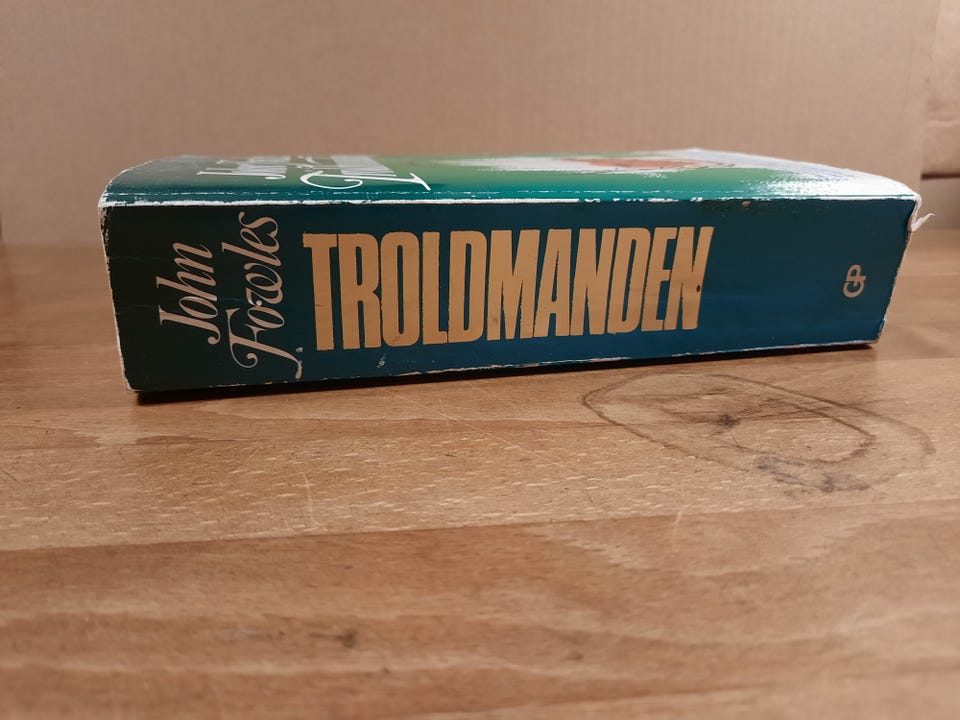 John
Fowles
TROLDMANDEN
GP